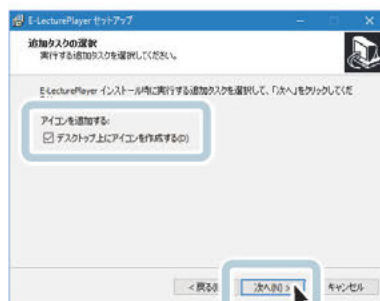 E-LecturePlayer セットアップ
追加タスクの選択
実行する追加タスクを選択してください。
E-LecturePlayer インストール時に実行する追加タスクを選択して、「次へ」をクリックしてくだ
アイコンを追加する:
デスクトップ上にアイコンを作成する(D)
< 戻る(
次へ(N) >
キャンセル